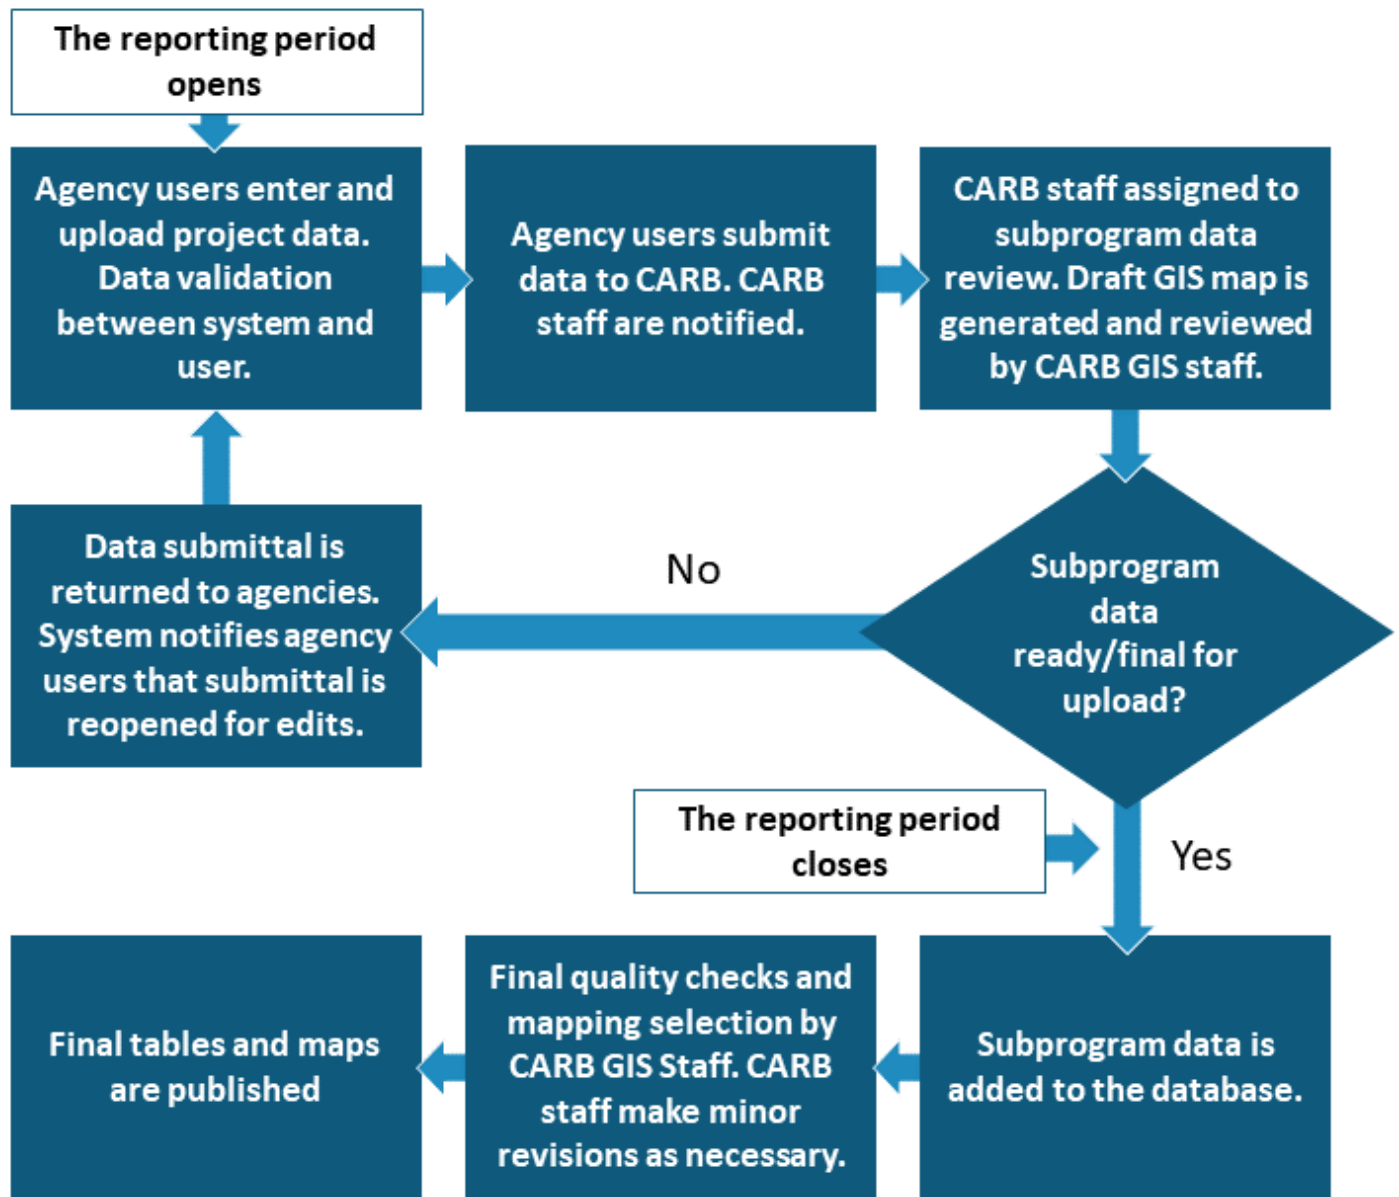 The reporting period
opens
Agency users enter and
upload project data.
Data validation
between system and
user.
Agency users submit
data to CARB. CARB
staff are notified.
CARB staff assigned to
subprogram data
review. Draft GIS map is
generated and reviewed
by CARB GIS staff.
Data submittal is
returned to agencies.
System notifies agency
users that submittal is
reopened for edits.
No
Subprogram
data
ready/final for
upload?
The reporting period
closes
Yes
Final tables and maps
are published
Final quality checks and
mapping selection by
CARB GIS Staff. CARB
staff make minor
revisions as necessary.
Subprogram data is
added to the database.